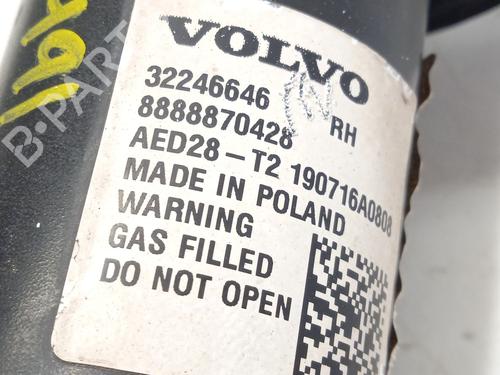 VOLVO
32246646
8888870428 RH
AED28-T2 190716A0808
MADE IN POLAND
WARNING
GAS FILLED
DO NOT OPEN
B-PARTS